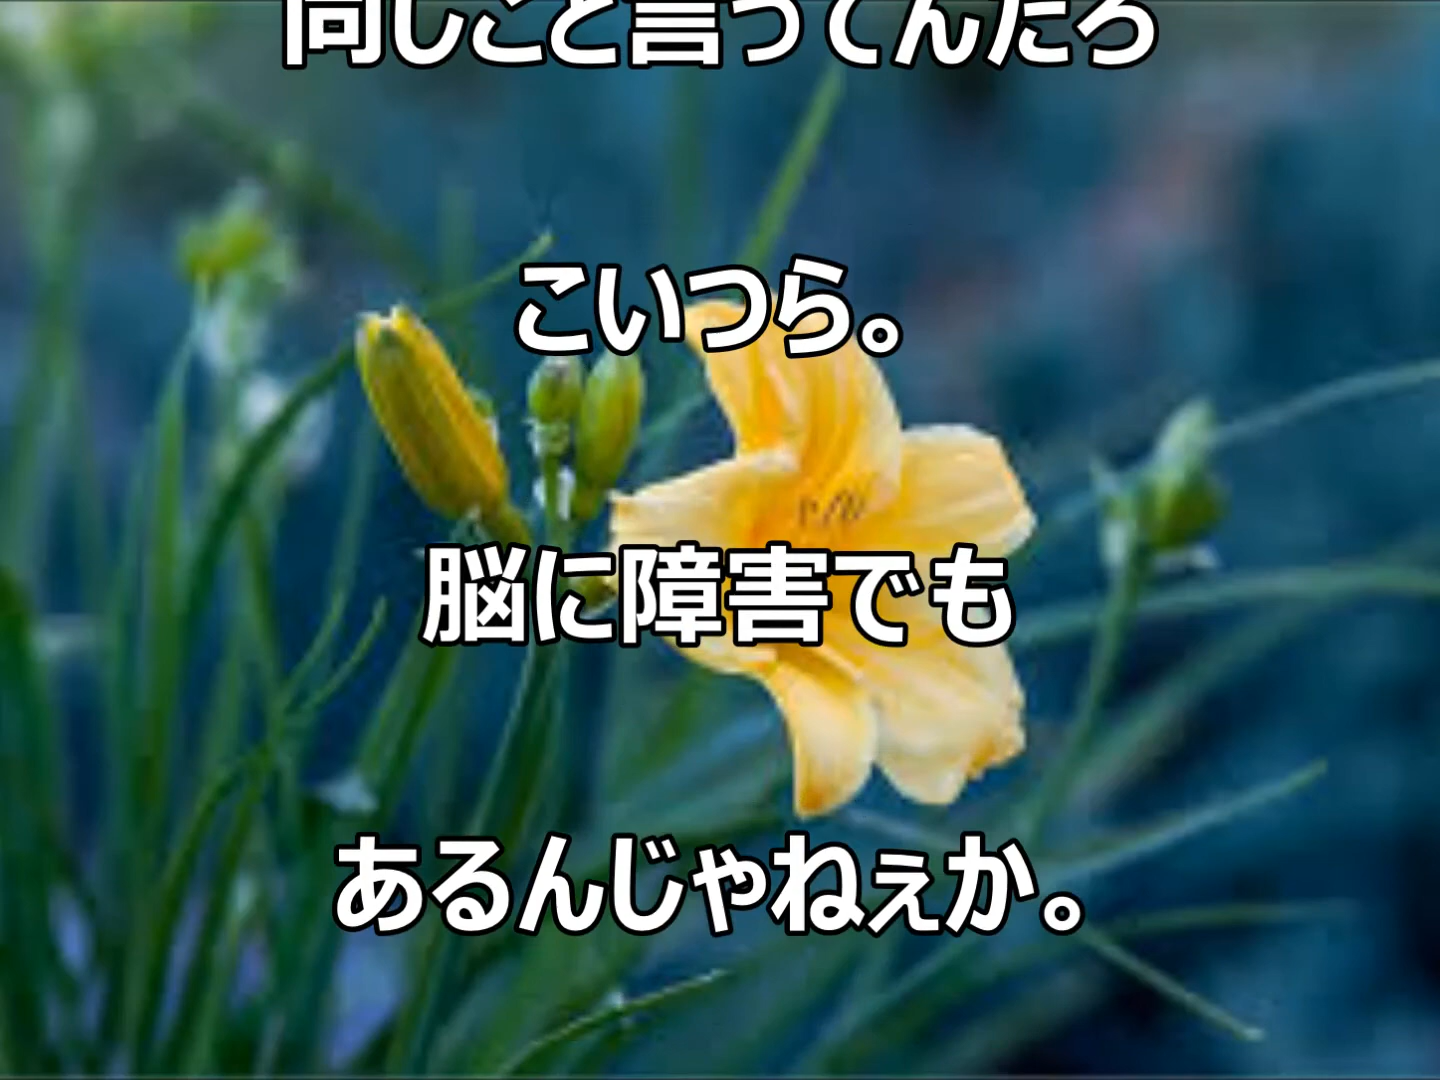 同じこと言ってんだろ
こいつら。
脳に障害でも
あるんじゃねぇか。